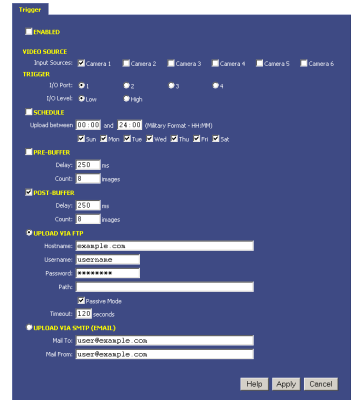 Trigger
ENABLED
VIDEO SOURCE
Input Sources: Camera 1 Camera 2 Camera 3 Camera 4 Camera 5 Camera 6
TRIGGER
I/O Port: 1 2 3 4
I/O Level: Low High
SCHEDULE
Upload between 00:00 and 24:00 (Military Format - HH:MM)
Sun Mon Tue Wed Thu Fri Sat
PRE-BUFFER
Delay: 250 ms
Count: 8 images
POST-BUFFER
Delay: 250 ms
Count: 8 images
UPLOAD VIA FTP
Hostname: example.com
Username: username
Password: ********
Path:
Passive Mode
Timeout: 120 seconds
UPLOAD VIA SMTP (EMAIL)
Mail To: user@example.com
Mail From: user@example.com
Help Apply Cancel